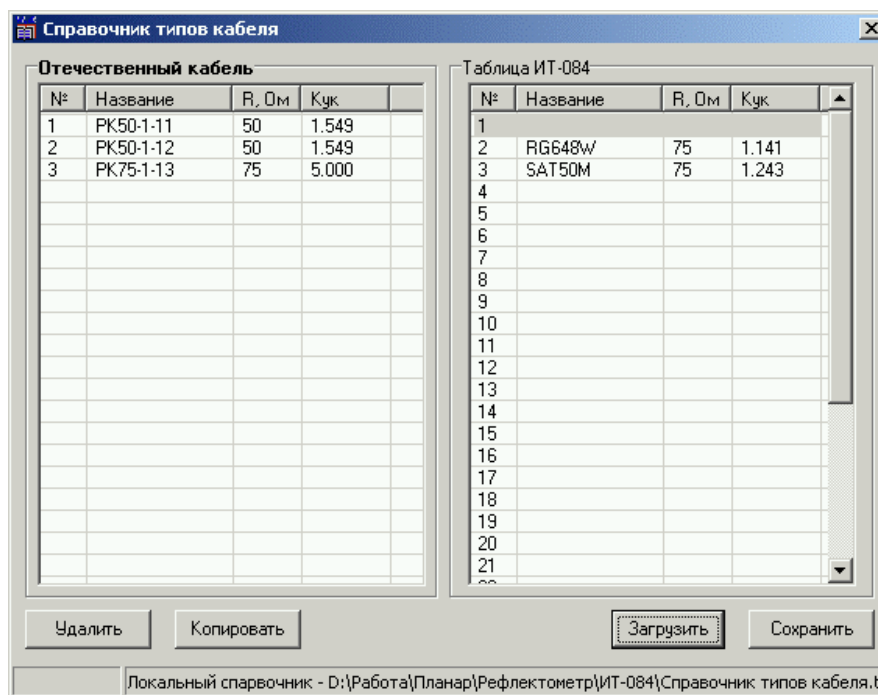 Справочник типов кабеля
Отечественный кабель
№ Название R, Ом Кук
1 РК50-1-11 50 1.549
2 РК50-1-12 50 1.549
3 РК75-1-13 75 5.000
Таблица ИТ-084
№ Название R, Ом Кук
1
2 RG648W 75 1.141
3 SAT50M 75 1.243
4
5
6
7
8
9
10
11
12
13
14
15
16
17
18
19
20
21
Удалить Копировать Загрузить Сохранить
Локальный спарвочник - D:\Работа\Планар\Рефлектометр\ИТ-084\Справочник типов кабеля.